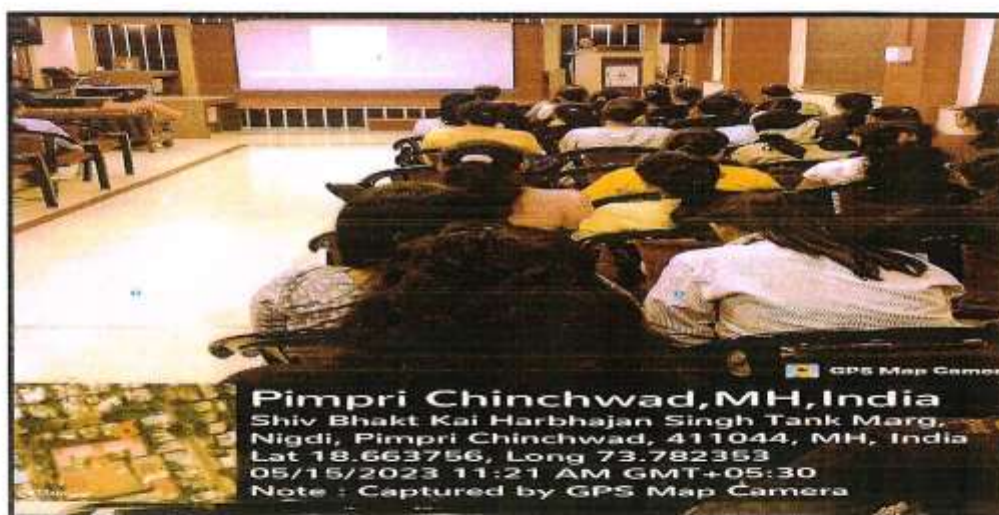 GPS Map Camera
Pimpri Chinchwad,MH,India
Shiv Bhakt Kai Harbhajan Singh Tank Marg,
Nigdi, Pimpri Chinchwad, 411044, MH, India
Lat 18.663756, Long 73.782353
05/15/2023 11:21 AM GMT+05:30
Note : Captured by GPS Map Camera